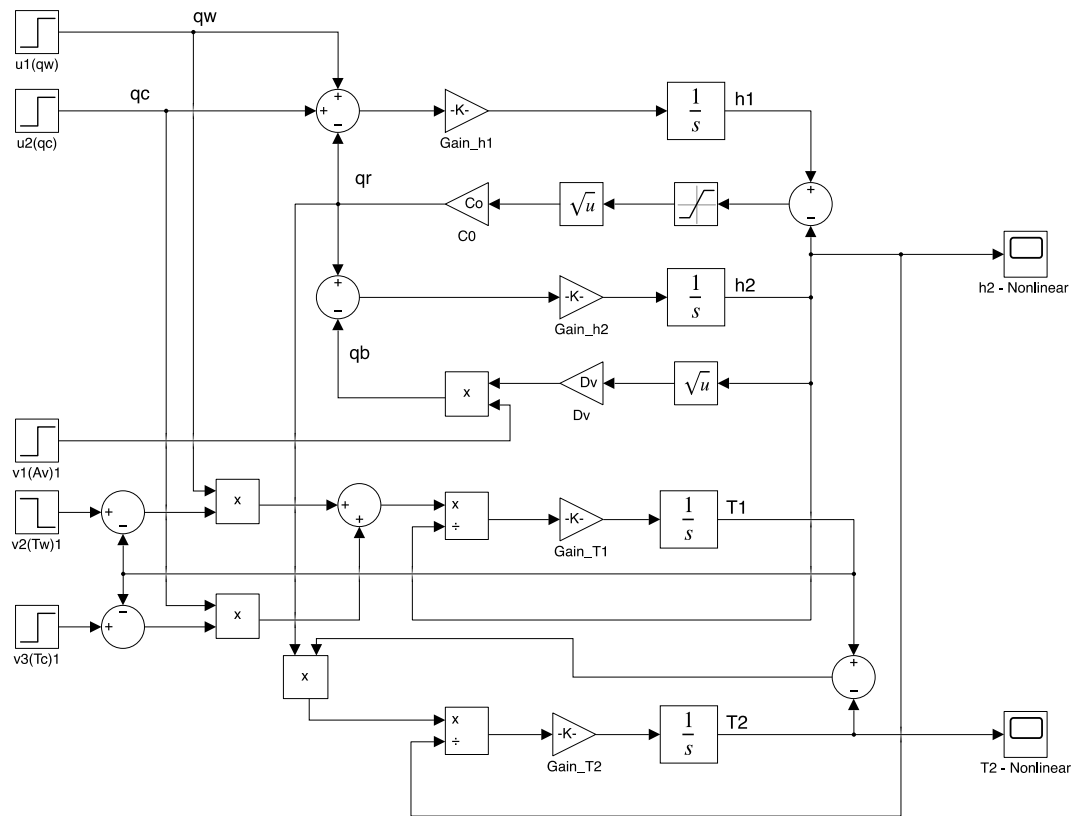 qw
u1(qw)
qc
u2(qc)
+
+
−
-K-
Gain_h1
1
s
h1
qr
Co
C0
√u
+
−
h2 - Nonlinear
+
−
-K-
Gain_h2
1
s
h2
qb
x
Dv
Dv
√u
v1(Av)1
v2(Tw)1
+
−
x
+
+
x
÷
-K-
Gain_T1
1
s
T1
v3(Tc)1
−
+
x
x
+
−
x
÷
-K-
Gain_T2
1
s
T2
T2 - Nonlinear